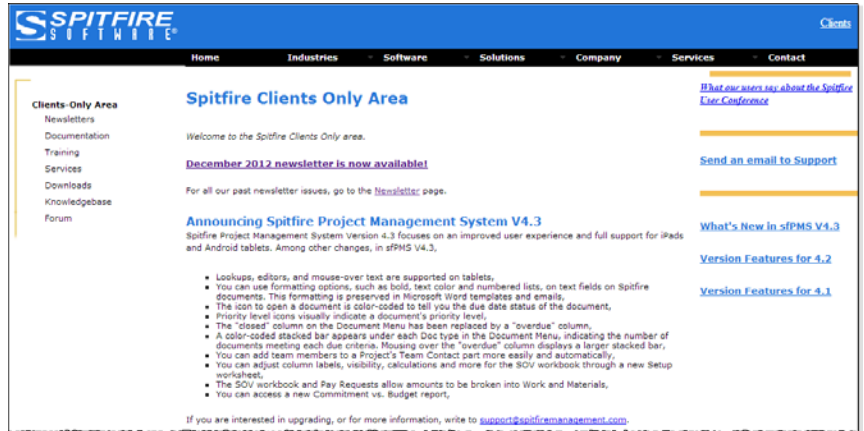 SPITFIRE
SOFTWARE®
Clients
Home Industries Software Solutions Company Services Contact
Clients-Only Area
Newsletters
Documentation
Training
Services
Downloads
Knowledgebase
Forum
Spitfire Clients Only Area
Welcome to the Spitfire Clients Only area.
December 2012 newsletter is now available!
For all our past newsletter issues, go to the Newsletter page.
Announcing Spitfire Project Management System V4.3
Spitfire Project Management System Version 4.3 focuses on an improved user experience and full support for iPads
and Android tablets. Among other changes, in sfPMS V4.3,
Lookups, editors, and mouse-over text are supported on tablets,
You can use formatting options, such as bold, text color and numbered lists, on text fields on Spitfire
documents. This formatting is preserved in Microsoft Word templates and emails,
The icon to open a document is color-coded to tell you the due date status of the document,
Priority level icons visually indicate a document's priority level,
The "closed" column on the Document Menu has been replaced by a "overdue" column,
A color-coded stacked bar appears under each Doc type in the Document Menu, indicating the number of
documents meeting each due criteria. Mousing over the "overdue" column displays a larger stacked bar,
You can add team members to a Project's Team Contact part more easily and automatically,
You can adjust column labels, visibility, calculations and more for the SOV workbook through a new Setup
worksheet,
The SOV workbook and Pay Requests allow amounts to be broken into Work and Materials,
You can access a new Commitment vs. Budget report,
If you are interested in upgrading, or for more information, write to support@spitfiremanagement.com.
What our users say about the Spitfire
User Conference
Send an email to Support
What's New in sfPMS V4.3
Version Features for 4.2
Version Features for 4.1